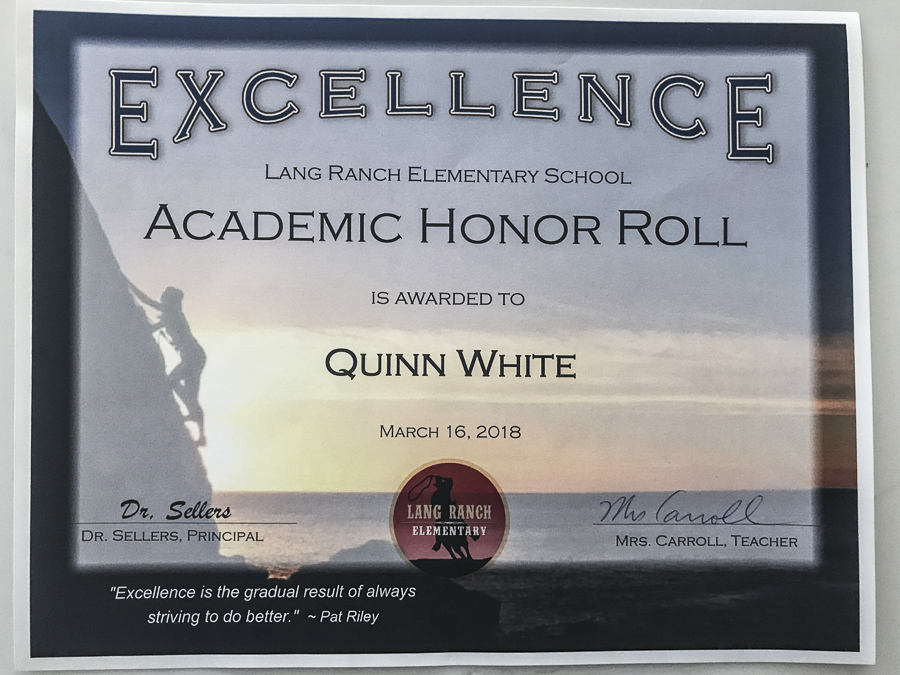 EXCELLENCE
LANG RANCH ELEMENTARY SCHOOL
ACADEMIC HONOR ROLL
IS AWARDED TO
QUINN WHITE
MARCH 16, 2018
Dr. Sellers
DR. SELLERS, PRINCIPAL
LANG RANCH
ELEMENTARY
Mrs Carroll
MRS. CARROLL, TEACHER
"Excellence is the gradual result of always
striving to do better." ~ Pat Riley